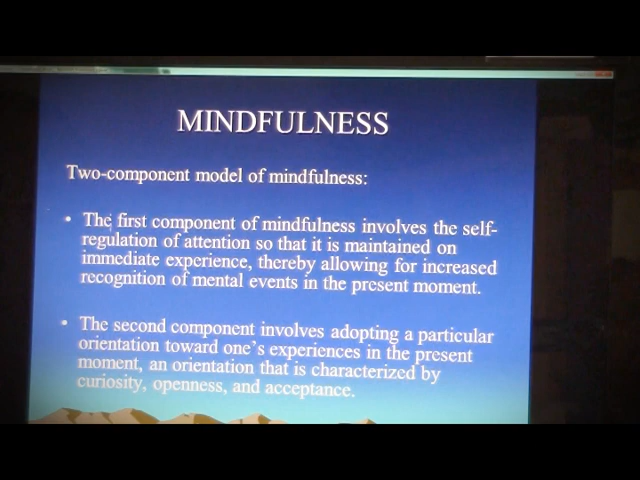 MINDFULNESS
Two-component model of mindfulness:
• The first component of mindfulness involves the self-
regulation of attention so that it is maintained on
immediate experience, thereby allowing for increased
recognition of mental events in the present moment.
• The second component involves adopting a particular
orientation toward one's experiences in the present
moment, an orientation that is characterized by
curiosity, openness, and acceptance.